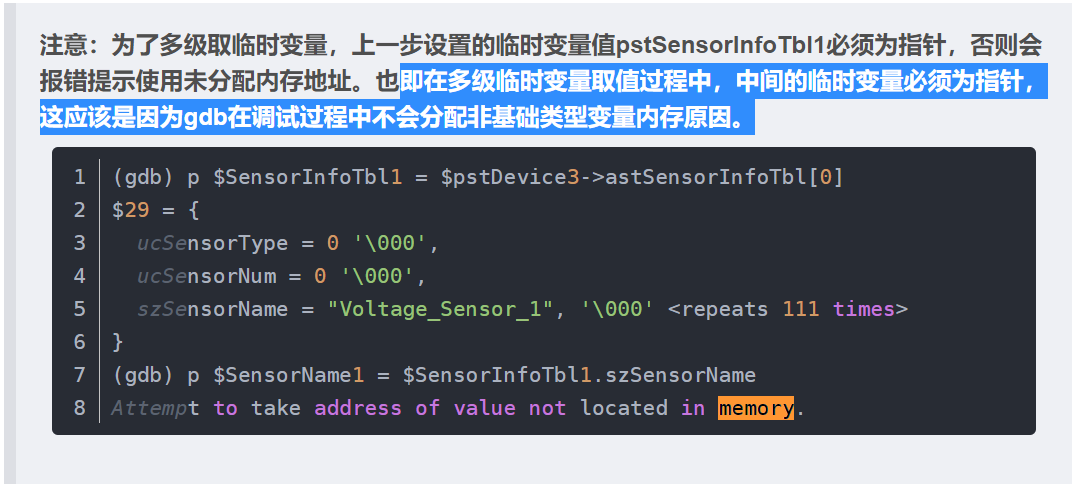 注意：为了多级取临时变量，上一步设置的临时变量值pstSensorInfoTbl1必须为指针，否则会
报错提示使用未分配内存地址。也即在多级临时变量取值过程中，中间的临时变量必须为指针，
这应该是因为gdb在调试过程中不会分配非基础类型变量内存原因。
1 (gdb) p $SensorInfoTbl1 = $pstDevice3->astSensorInfoTbl[0]
2 $29 = {
3   ucSensorType = 0 '\000',
4   ucSensorNum = 0 '\000',
5   szSensorName = "Voltage_Sensor_1", '\000' <repeats 111 times>
6 }
7 (gdb) p $SensorName1 = $SensorInfoTbl1.szSensorName
8 Attempt to take address of value not located in memory.